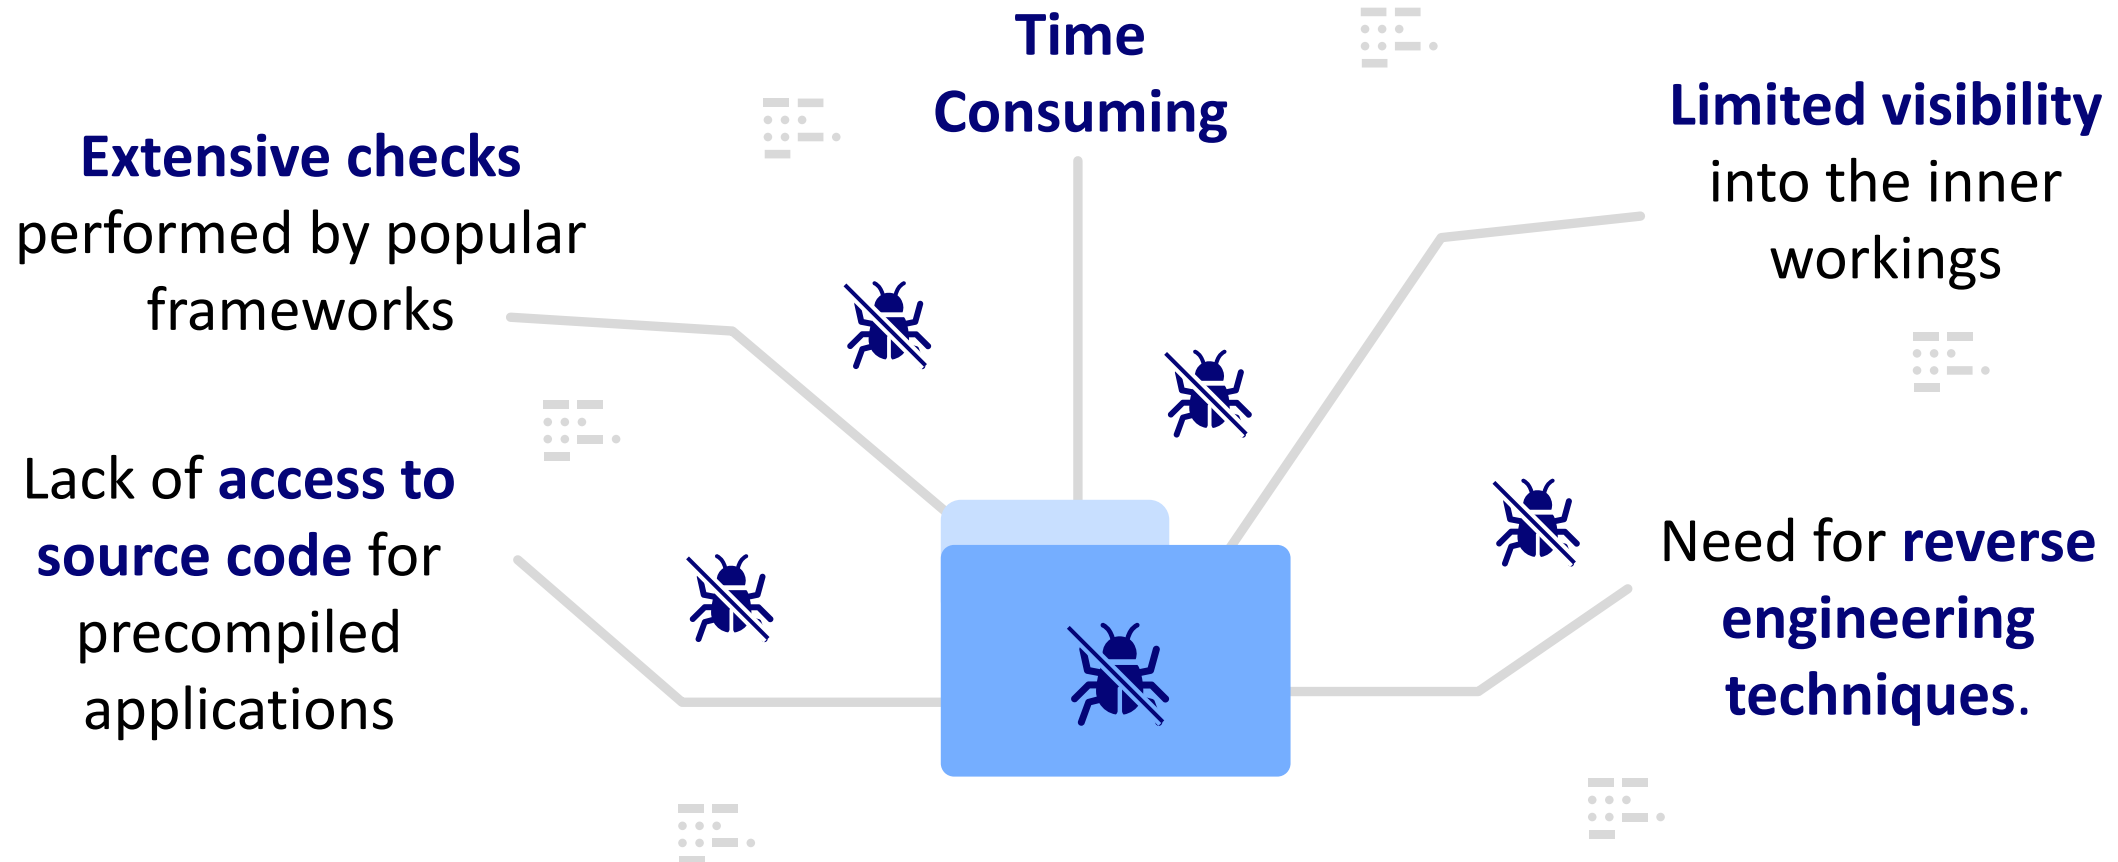 Time
Consuming
Extensive checks
performed by popular
frameworks
Limited visibility
into the inner
workings
Lack of access to
source code for
precompiled
applications
Need for reverse
engineering
techniques.